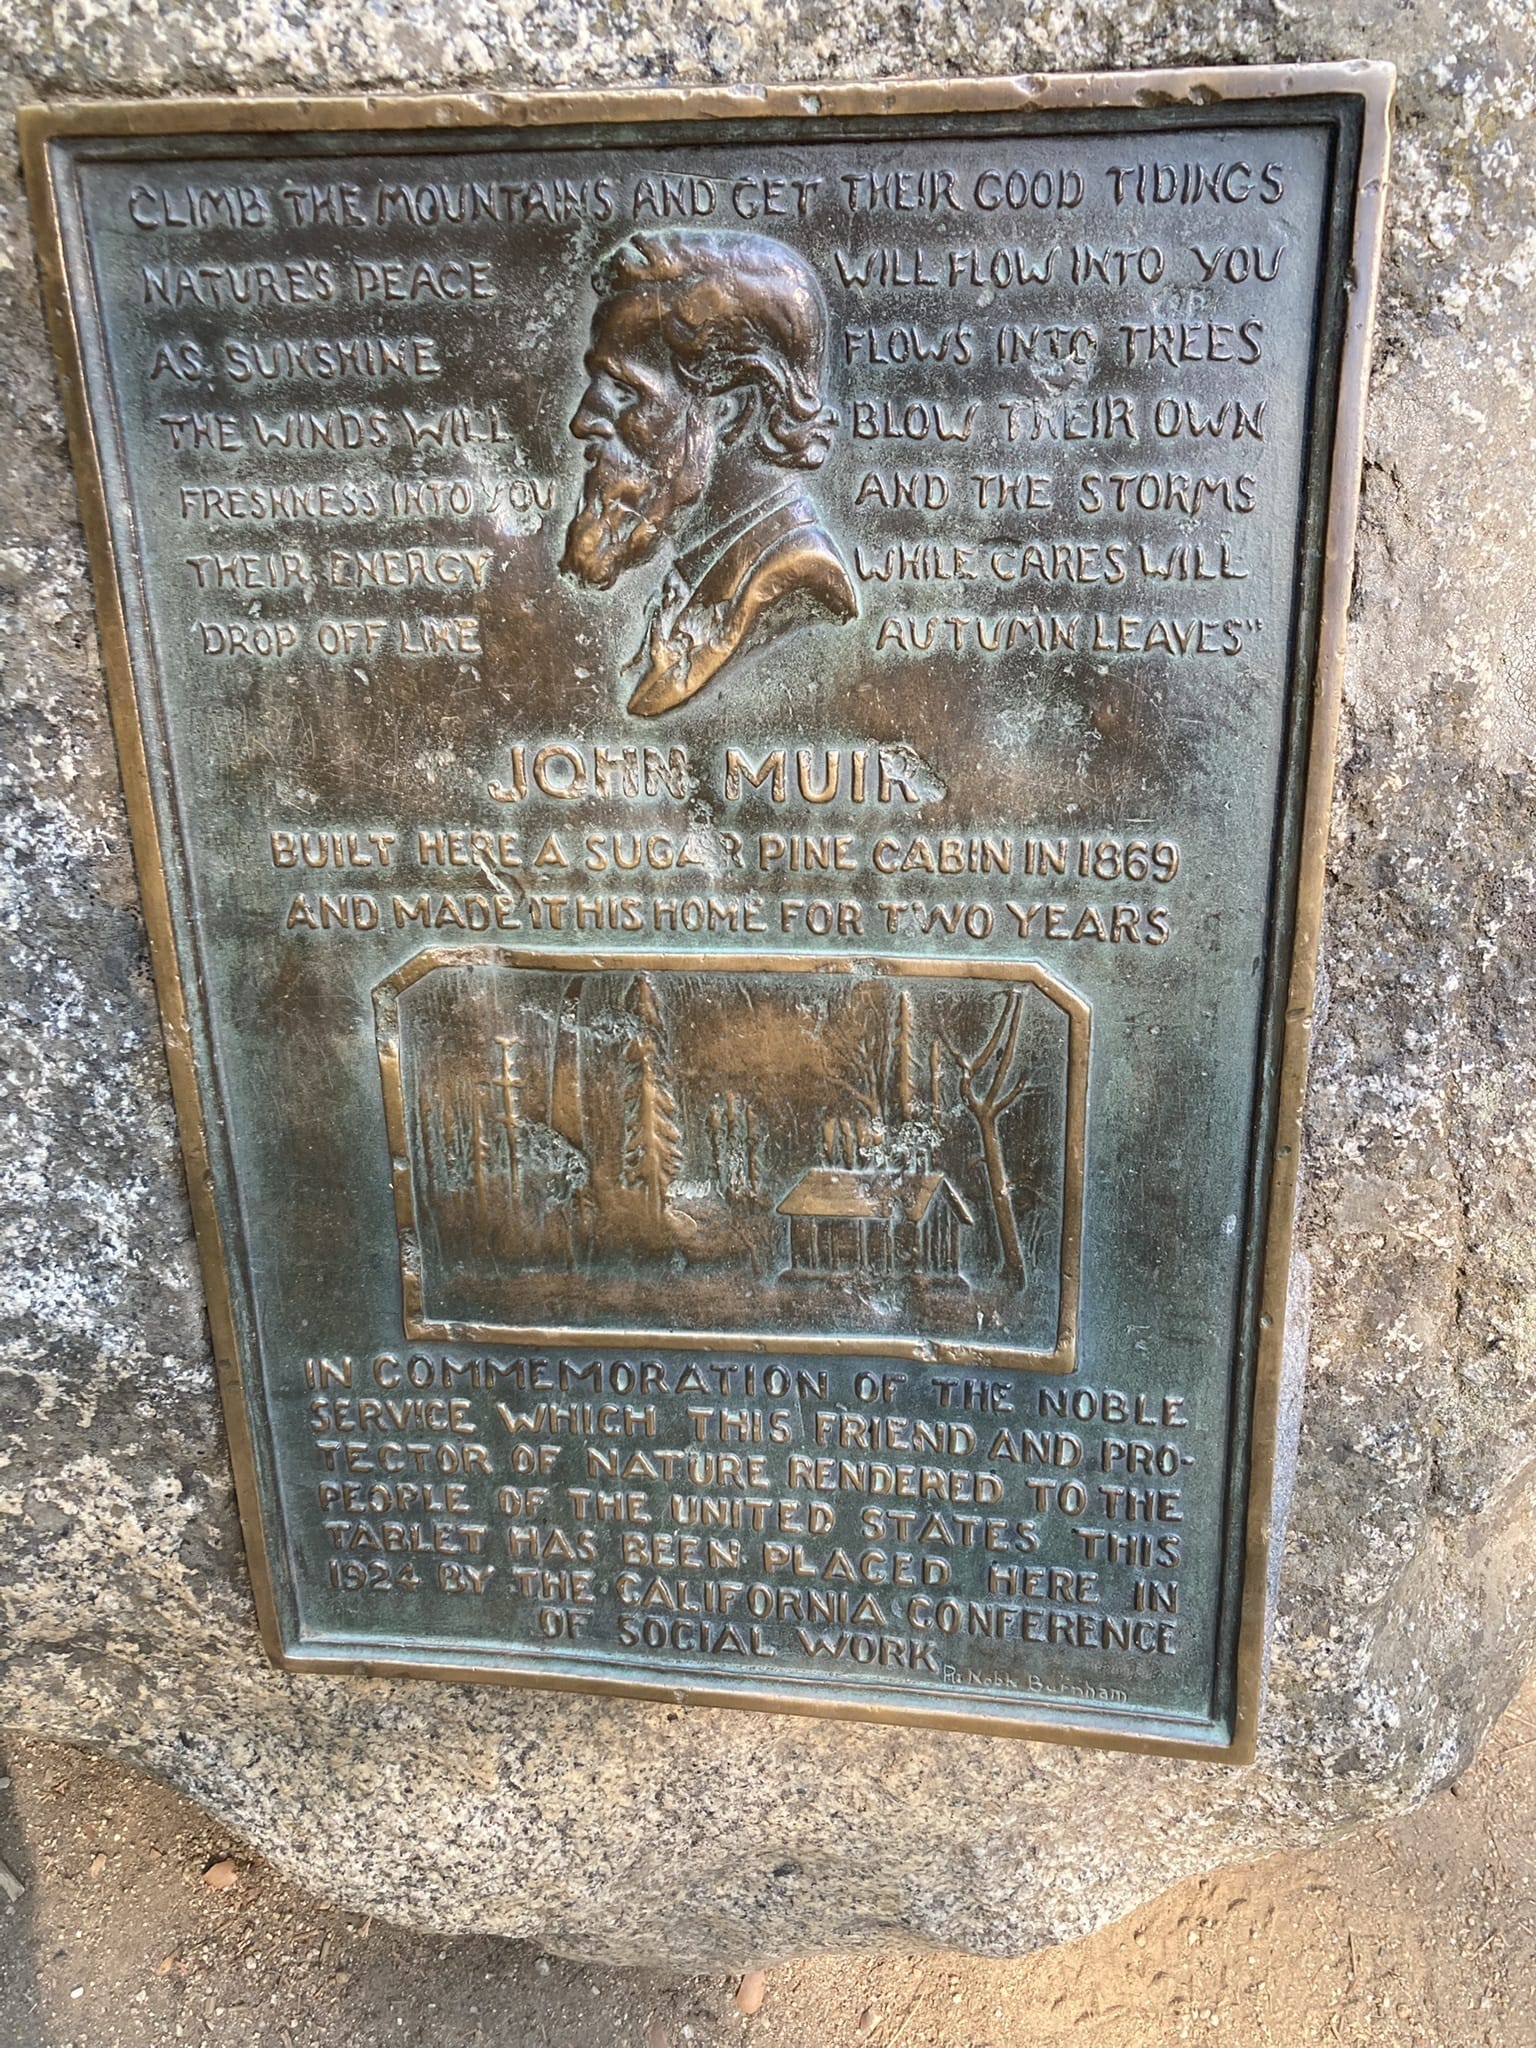 CLIMB THE MOUNTAINS AND GET THEIR GOOD TIDINGS
NATURE'S PEACE WILL FLOW INTO YOU
AS SUNSHINE FLOWS INTO TREES
THE WINDS WILL BLOW THEIR OWN
FRESHNESS INTO YOU AND THE STORMS
THEIR ENERGY WHILE CARES WILL
DROP OFF LIKE AUTUMN LEAVES"
JOHN MUIR
BUILT HERE A SUGAR PINE CABIN IN 1869
AND MADE IT HIS HOME FOR TWO YEARS
IN COMMEMORATION OF THE NOBLE
SERVICE WHICH THIS FRIEND AND PRO-
TECTOR OF NATURE RENDERED TO THE
PEOPLE OF THE UNITED STATES THIS
TABLET HAS BEEN PLACED HERE IN
1924 BY THE CALIFORNIA CONFERENCE
OF SOCIAL WORK
Burnham